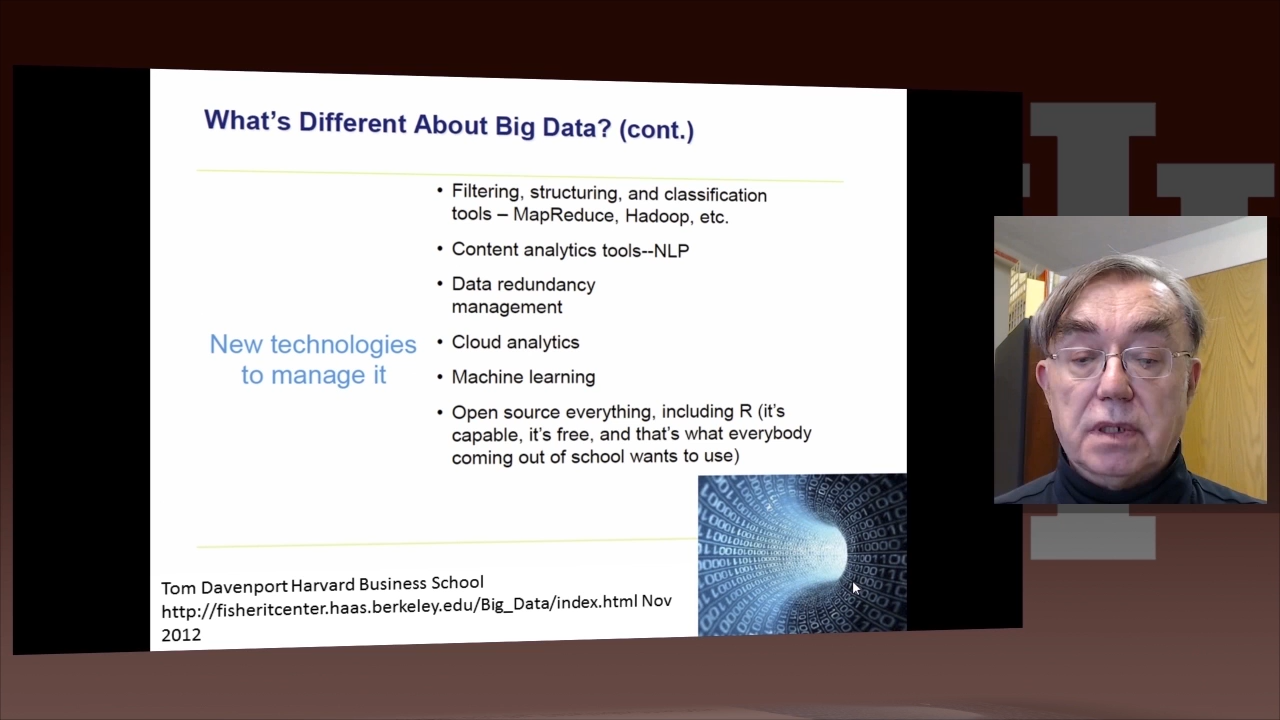 What's Different About Big Data? (cont.)
New technologies
to manage it
• Filtering, structuring, and classification
tools – MapReduce, Hadoop, etc.
• Content analytics tools--NLP
• Data redundancy
management
• Cloud analytics
• Machine learning
• Open source everything, including R (it's
capable, it's free, and that's what everybody
coming out of school wants to use)
Tom Davenport Harvard Business School
http://fisheritcenter.haas.berkeley.edu/Big_Data/index.html Nov
2012